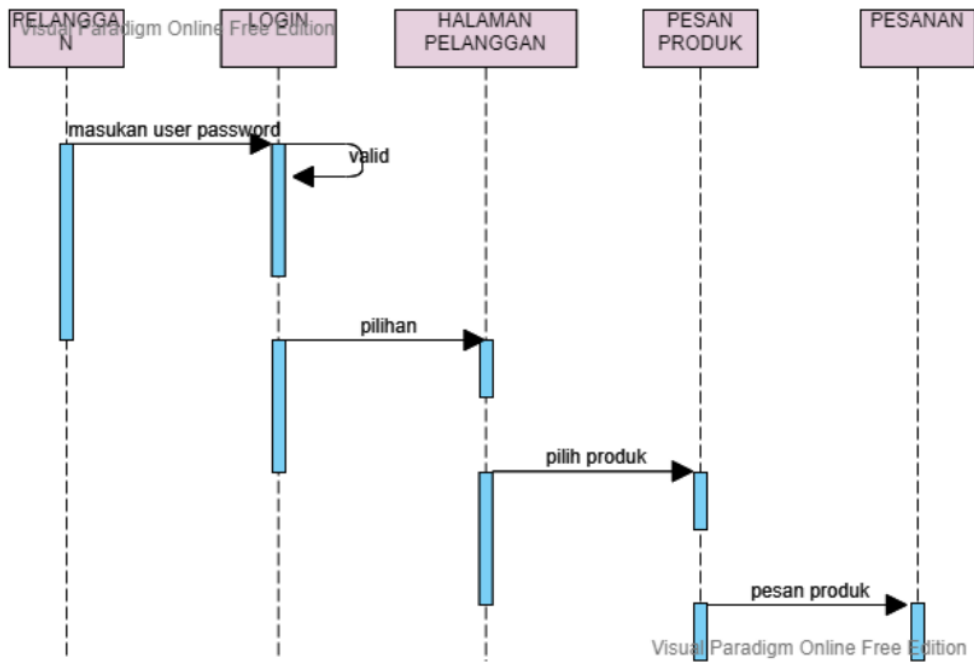 PELANGGA
N
LOGIN
HALAMAN
PELANGGAN
PESAN
PRODUK
PESANAN
Visual Paradigm Online Free Edition
masukan user password
valid
pilihan
pilih produk
pesan produk
Visual Paradigm Online Free Edition